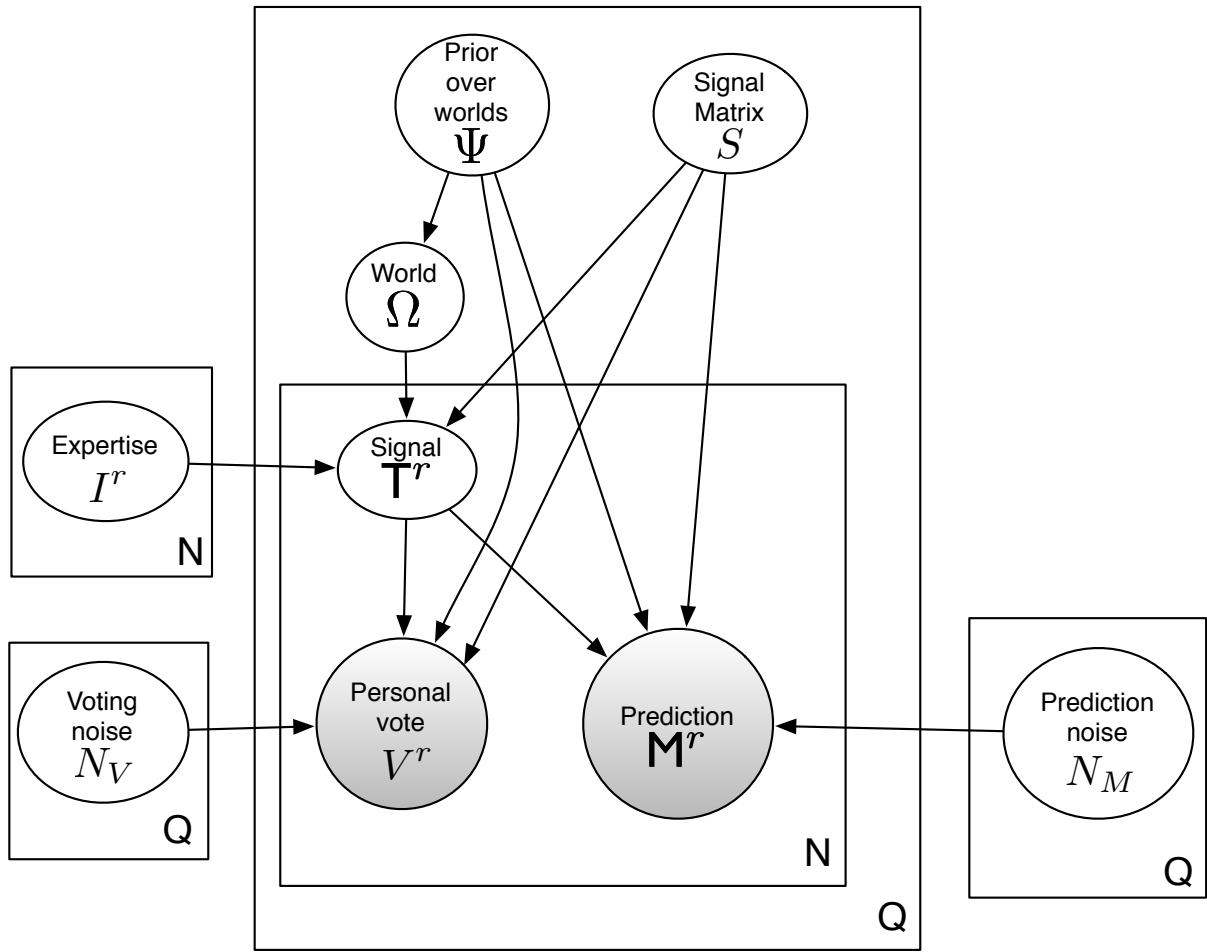 Prior
over
worlds
Ψ
Signal
Matrix
S
World
Ω
Expertise
I^r
N
Signal
T^r
Voting
noise
N_V
Q
Personal
vote
V^r
Prediction
M^r
N
Q
Prediction
noise
N_M
Q